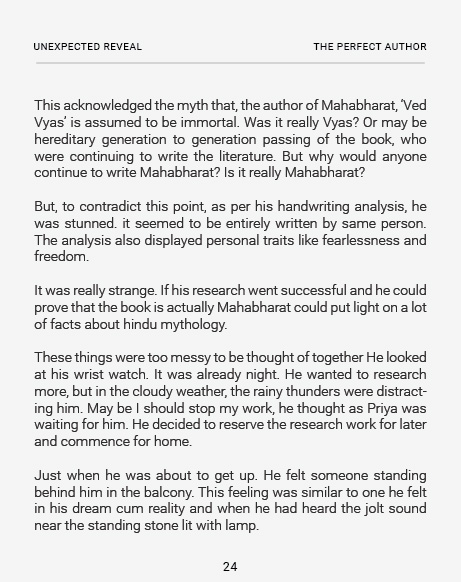 UNEXPECTED REVEAL THE PERFECT AUTHOR
This acknowledged the myth that, the author of Mahabharat, ‘Ved
Vyas’ is assumed to be immortal. Was it really Vyas? Or may be
hereditary generation to generation passing of the book, who
were continuing to write the literature. But why would anyone
continue to write Mahabharat? Is it really Mahabharat?
But, to contradict this point, as per his handwriting analysis, he
was stunned. it seemed to be entirely written by same person.
The analysis also displayed personal traits like fearlessness and
freedom.
It was really strange. If his research went successful and he could
prove that the book is actually Mahabharat could put light on a lot
of facts about hindu mythology.
These things were too messy to be thought of together He looked
at his wrist watch. It was already night. He wanted to research
more, but in the cloudy weather, the rainy thunders were distract-
ing him. May be I should stop my work, he thought as Priya was
waiting for him. He decided to reserve the research work for later
and commence for home.
Just when he was about to get up. He felt someone standing
behind him in the balcony. This feeling was similar to one he felt
in his dream cum reality and when he had heard the jolt sound
near the standing stone lit with lamp.
24